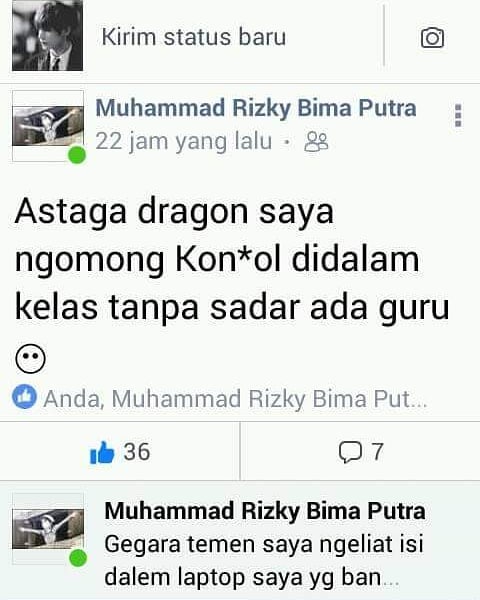 Kirim status baru
Muhammad Rizky Bima Putra
22 jam yang lalu ·
Astaga dragon saya
ngomong Kon*ol didalam
kelas tanpa sadar ada guru
Anda, Muhammad Rizky Bima Put...
36
7
Muhammad Rizky Bima Putra
Gegara temen saya ngeliat isi
dalem laptop saya yg ban...